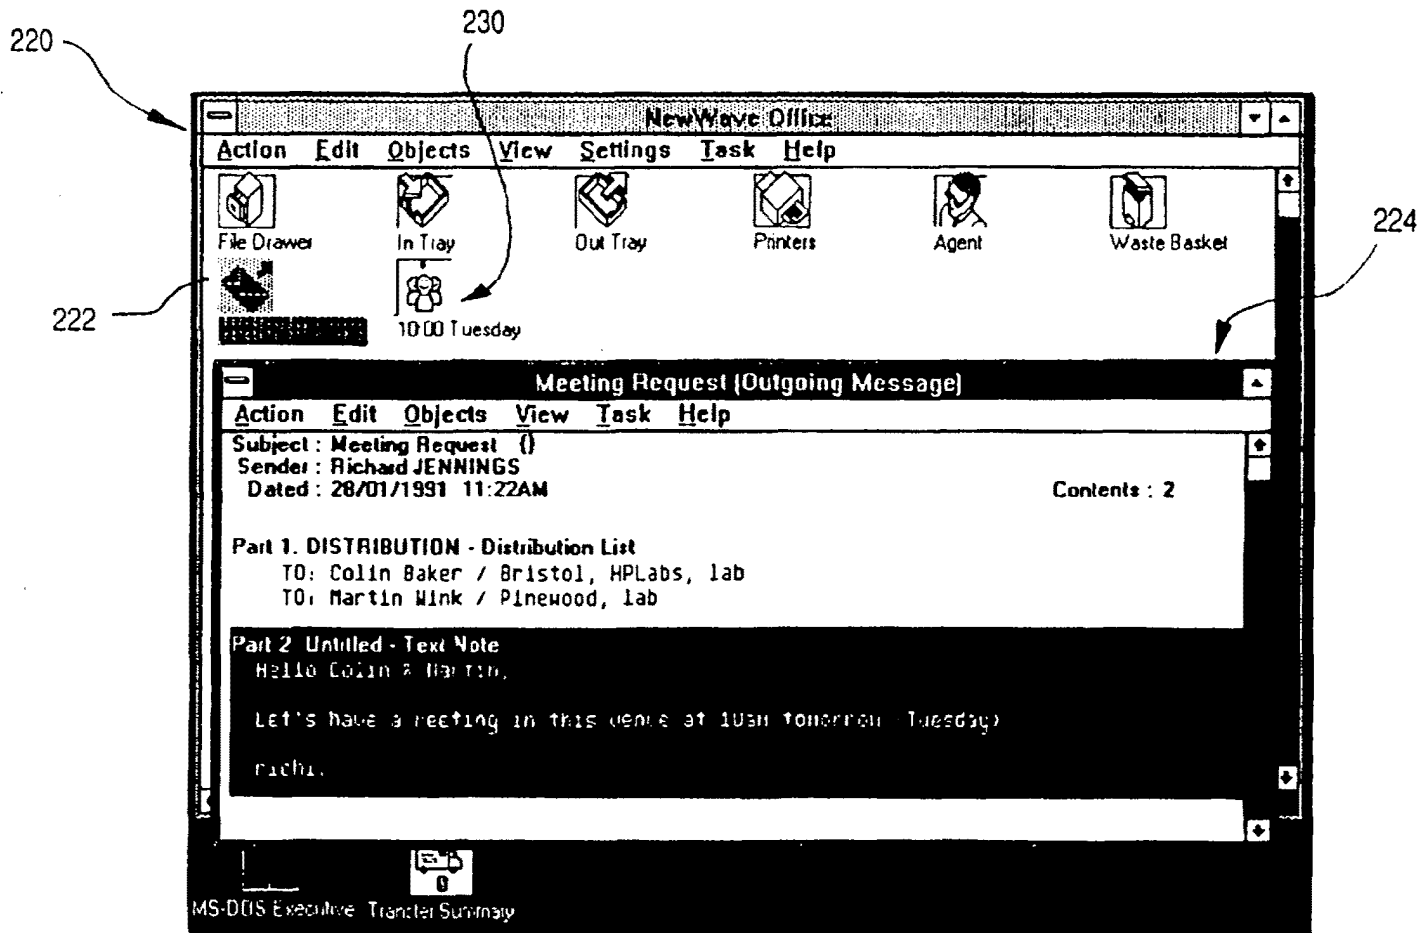 230
220
NewWave Office
Action Edit Objects View Settings Task Help
File Drawer In Tray Out Tray Printers Agent Waste Basket
224
222
10:00 Tuesday
Meeting Request (Outgoing Message)
Action Edit Objects View Task Help
Subject : Meeting Request ()
Sender : Richard JENNINGS
Dated : 28/01/1991 11:22AM Contents : 2
Part 1. DISTRIBUTION - Distribution List
TO: Colin Baker / Bristol, HPLabs, lab
TO: Martin Wink / Pinewood, lab
Part 2 Untitled - Text Note
Hello Colin & Martin,
Let's have a meeting in this venue at 10am tomorrow (Tuesday)
richi.
0
MS-DOS Executive Transfer Summary